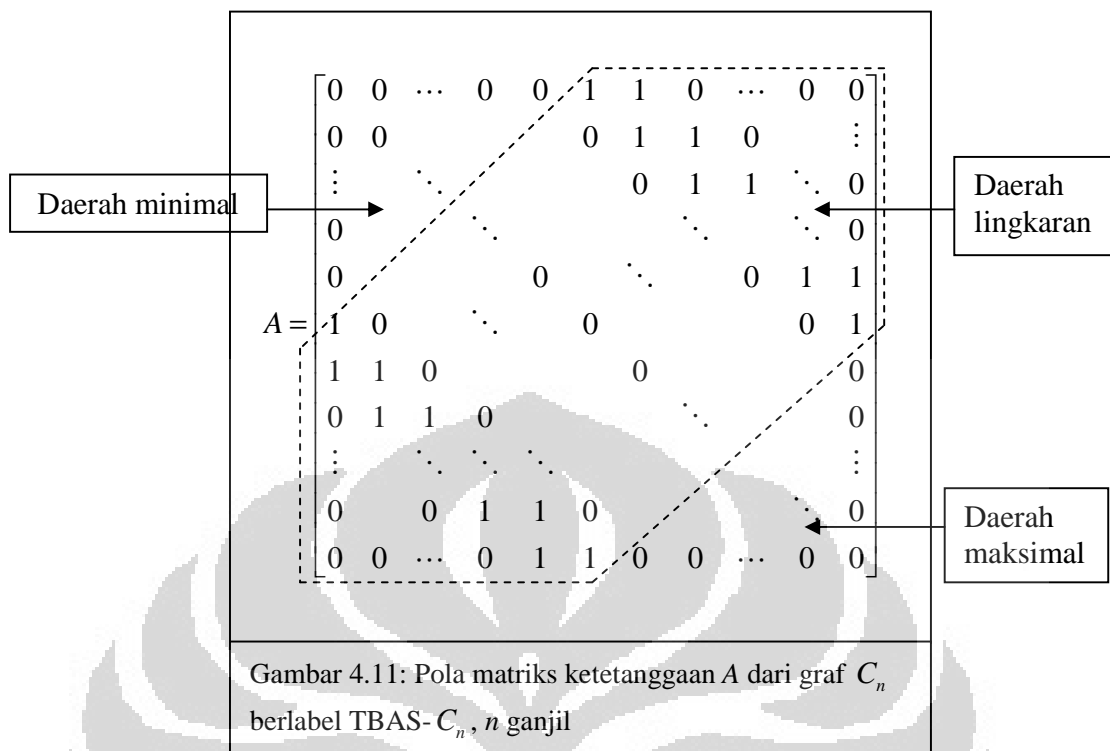 0 0 ⋯ 0 0 1 1 0 ⋯ 0 0
0 0 0 1 1 0 ⋮
⋮ ⋱ 0 1 1 ⋱ 0
Daerah minimal
Daerah
lingkaran
0 ⋱ ⋱ ⋱ 0
0 0 ⋱ 0 1 1
A = 1 0 ⋱ 0 0 1
1 1 0 0 0
0 1 1 0 ⋱ 0
⋮ ⋱ ⋱ ⋱ ⋮
0 0 1 1 0 ⋱ 0
0 0 ⋯ 0 1 1 0 0 ⋯ 0 0
Daerah
maksimal
Gambar 4.11: Pola matriks ketetanggaan A dari graf Cₙ
berlabel TBAS-Cₙ, n ganjil